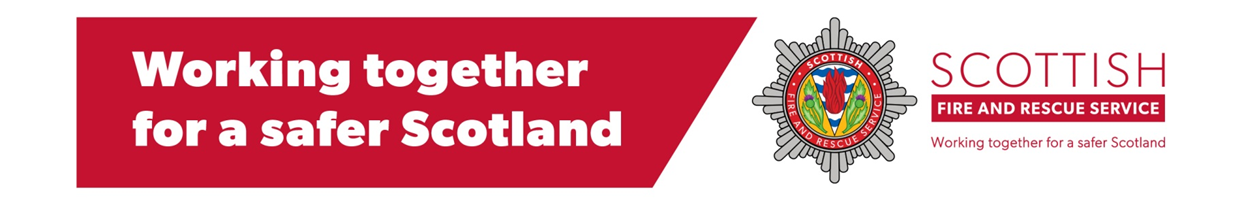 Working together
for a safer Scotland
SCOTTISH
FIRE AND RESCUE SERVICE
SCOTTISH
FIRE AND RESCUE SERVICE
Working together for a safer Scotland